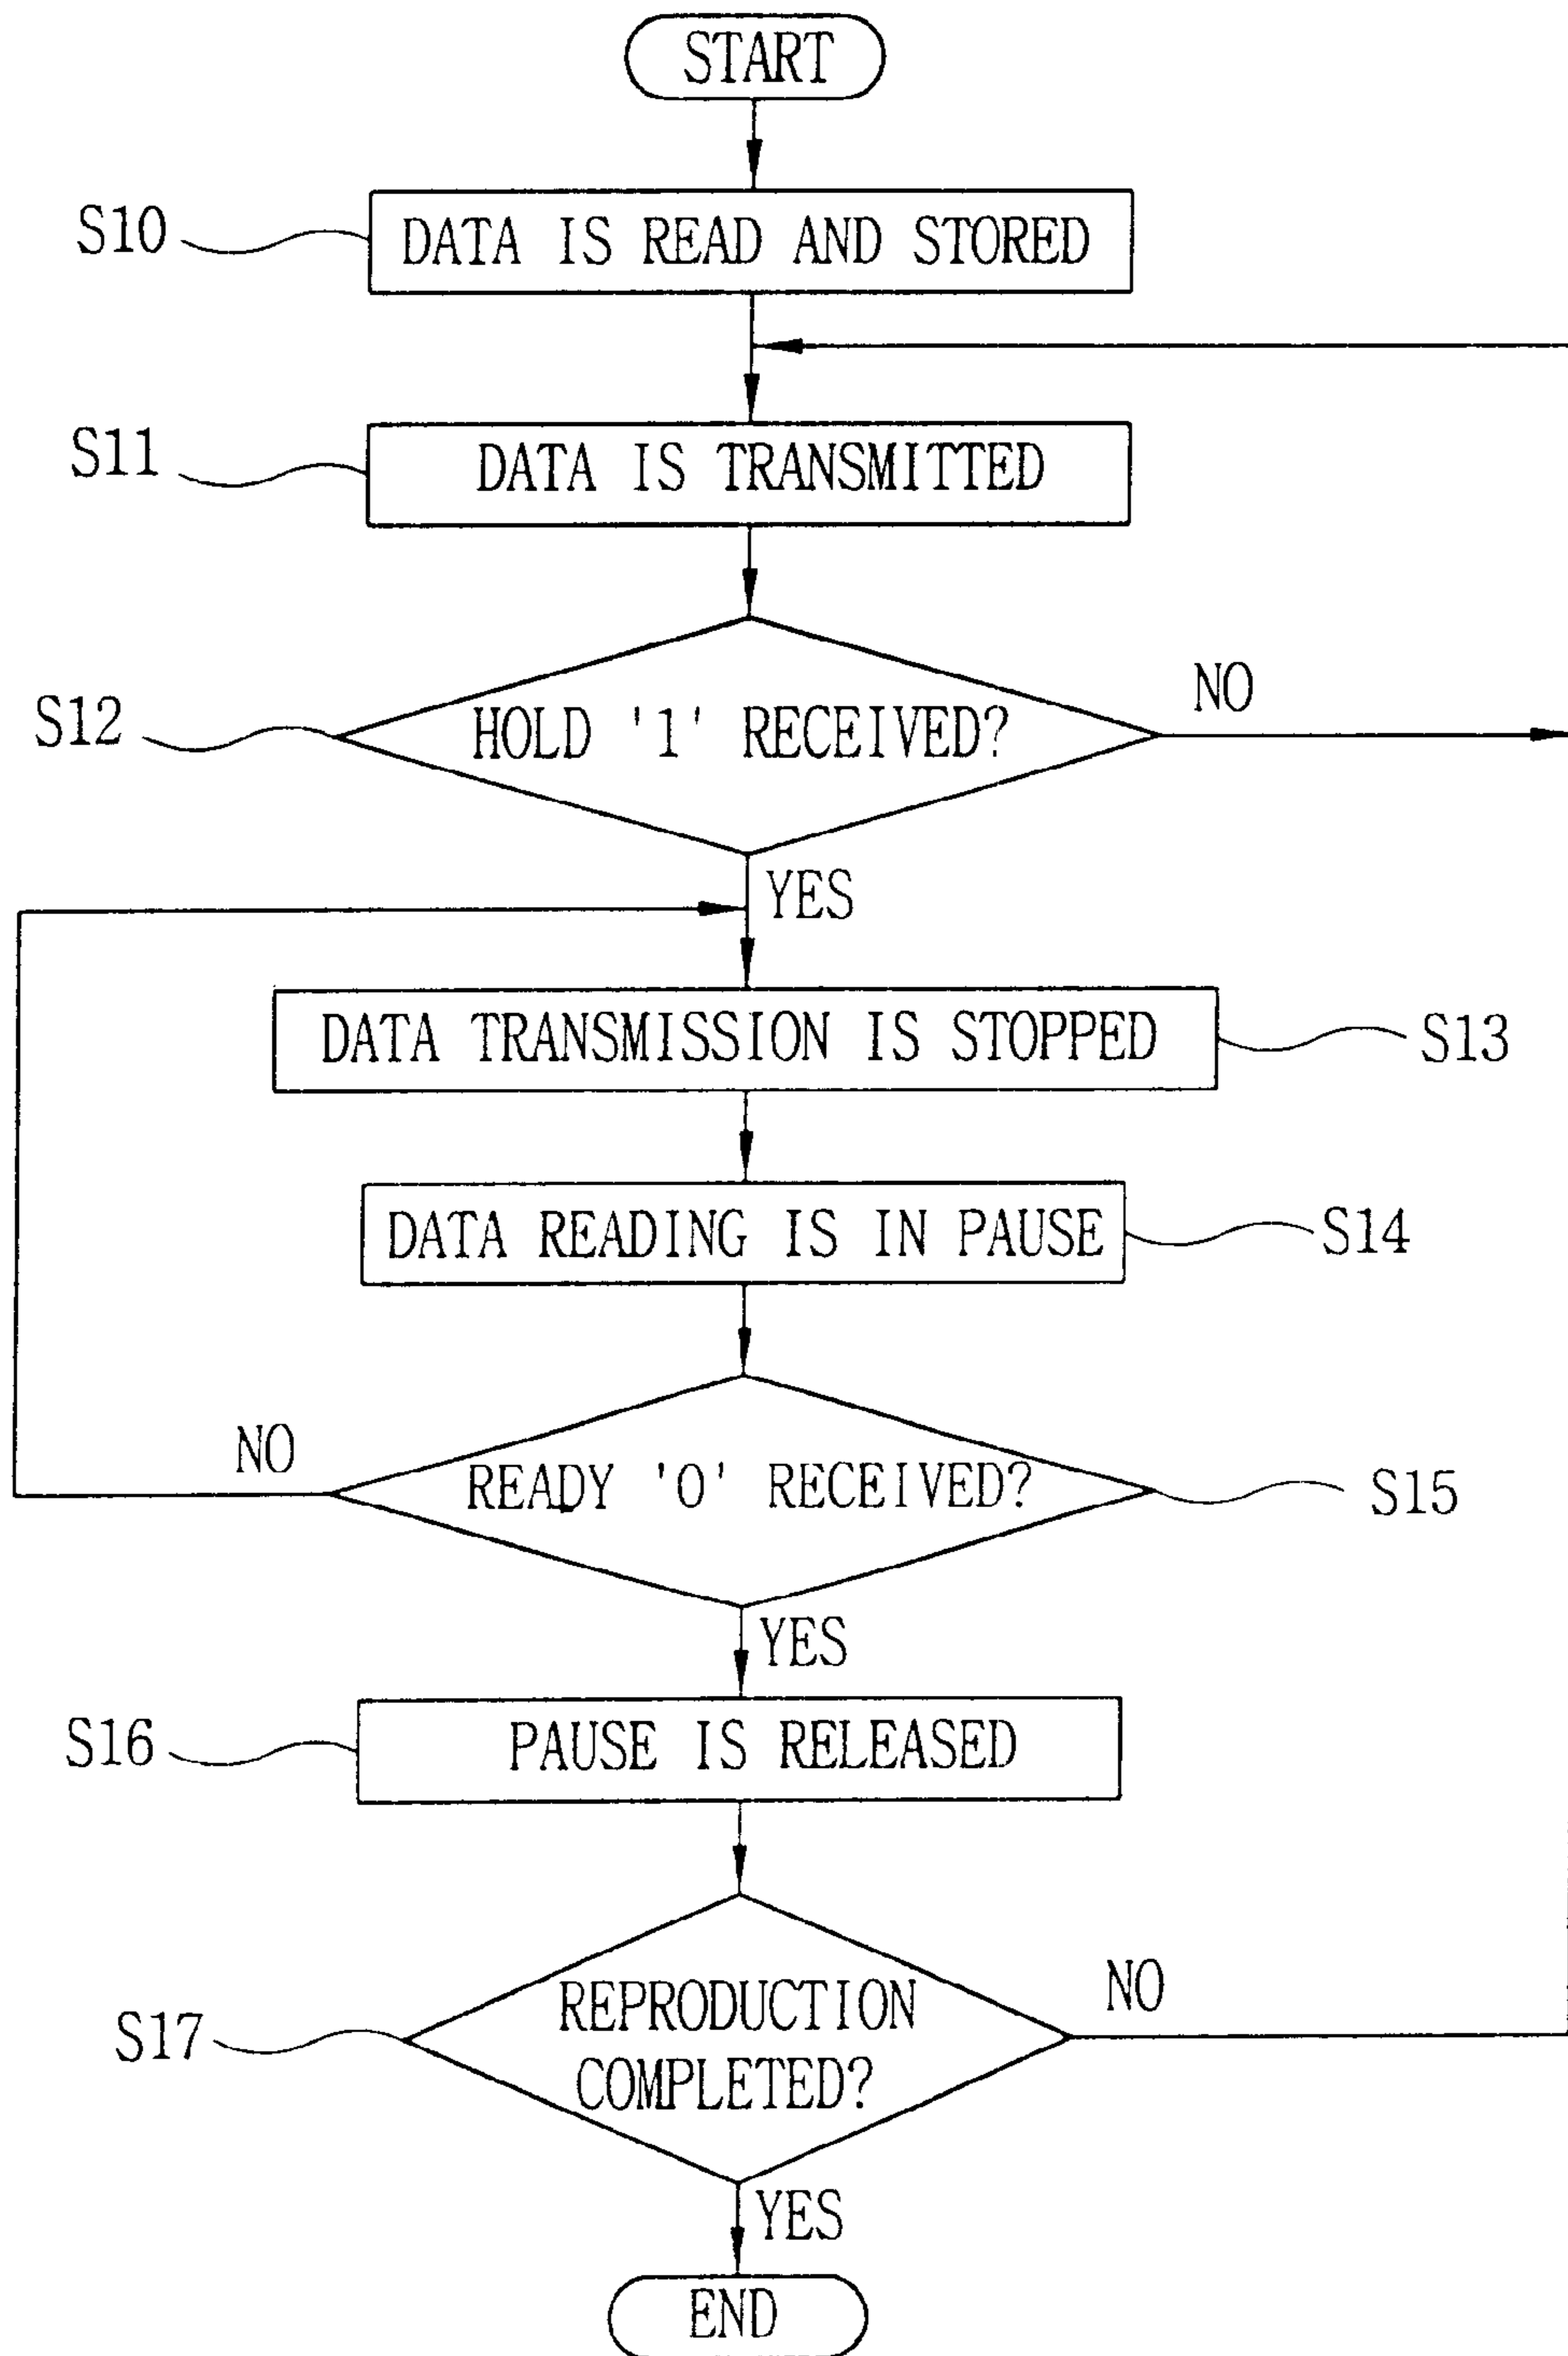 START
S10
DATA IS READ AND STORED
S11
DATA IS TRANSMITTED
S12
HOLD '1' RECEIVED?
NO
YES
DATA TRANSMISSION IS STOPPED
S13
DATA READING IS IN PAUSE
S14
NO
READY '0' RECEIVED?
S15
YES
S16
PAUSE IS RELEASED
S17
REPRODUCTION
COMPLETED?
NO
YES
END